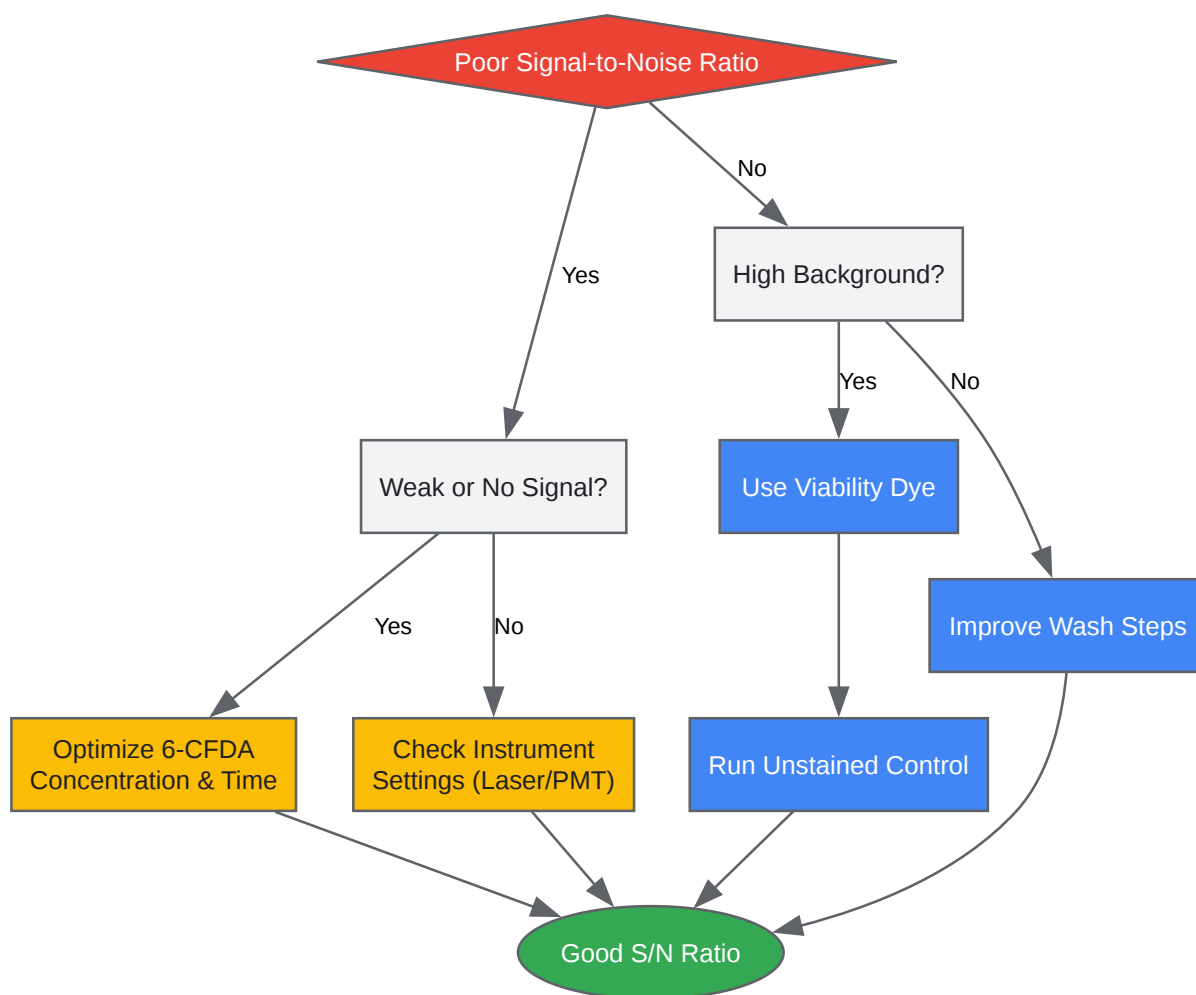 Poor Signal-to-Noise Ratio
No
Yes
High Background?
Yes
No
Weak or No Signal?
Use Viability Dye
Improve Wash Steps
Yes
No
Optimize 6-CFDA
Concentration & Time
Check Instrument
Settings (Laser/PMT)
Run Unstained Control
Good S/N Ratio